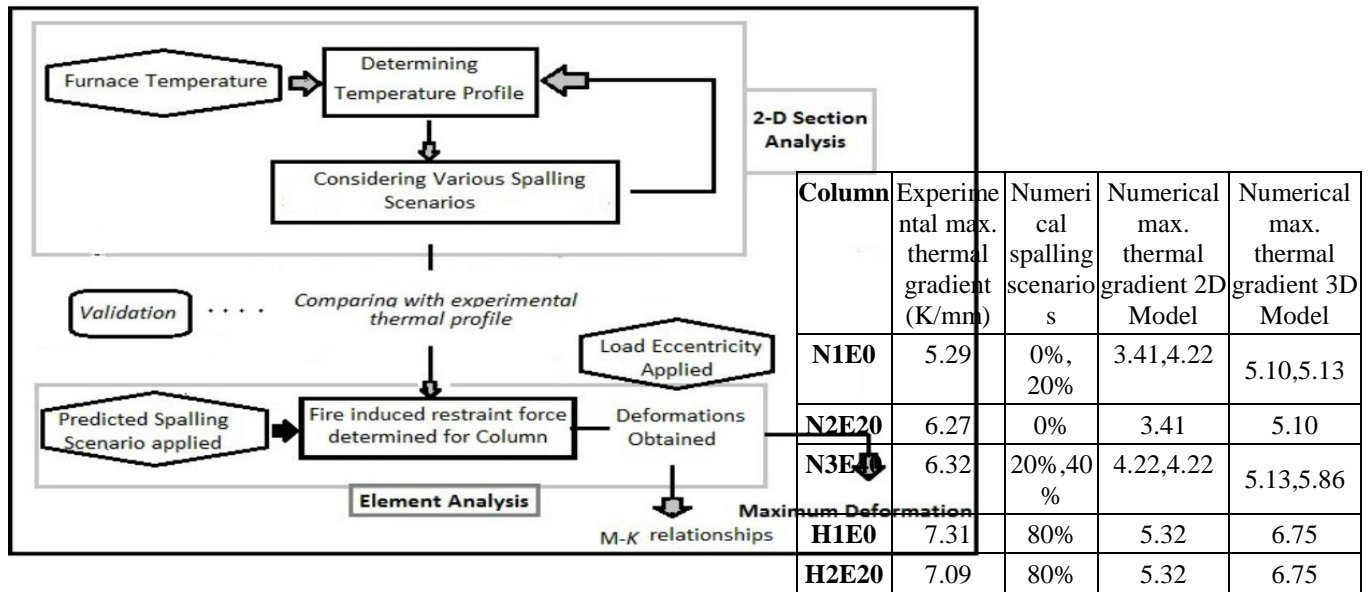 Furnace Temperature
Determining
Temperature Profile
2-D Section
Analysis
Considering Various Spalling
Scenarios
Validation
....
Comparing with experimental
thermal profile
Load Eccentricity
Applied
Predicted Spalling
Scenario applied
Fire induced restraint force
determined for Column
Deformations
Obtained
Element Analysis
M-K relationships
Maximum Deformation
Column Experime Numeri Numerical Numerical
ntal max. cal max. max.
thermal spalling thermal thermal
gradient scenario gradient 2D gradient 3D
(K/mm) s Model Model
N1E0 5.29 0%, 3.41,4.22 5.10,5.13
20%
N2E20 6.27 0% 3.41 5.10
N3E40 6.32 20%,40 4.22,4.22 5.13,5.86
%
H1E0 7.31 80% 5.32 6.75
H2E20 7.09 80% 5.32 6.75